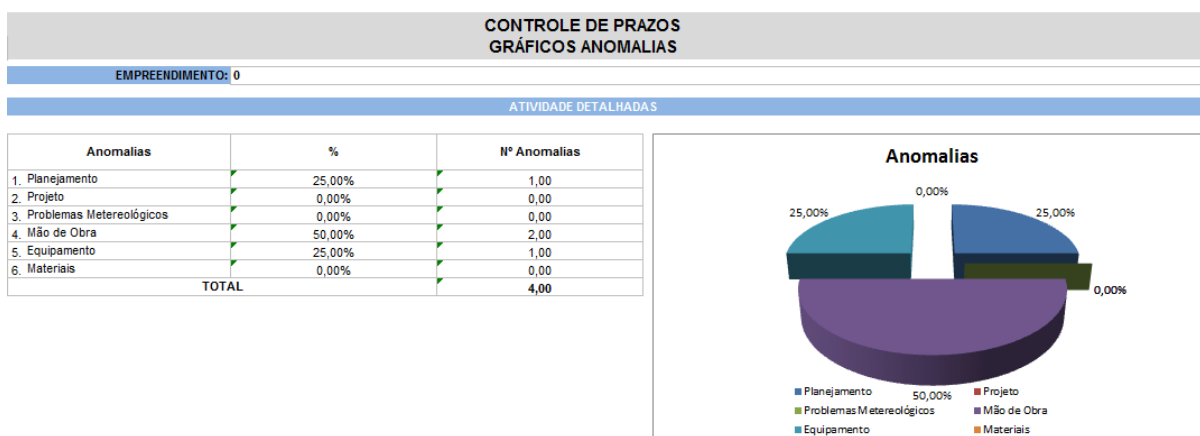 CONTROLE DE PRAZOS
GRÁFICOS ANOMALIAS
EMPREENDIMENTO: 0
ATIVIDADE DETALHADAS
Anomalias % Nº Anomalias
1. Planejamento 25,00% 1,00
2. Projeto 0,00% 0,00
3. Problemas Metereológicos 0,00% 0,00
4. Mão de Obra 50,00% 2,00
5. Equipamento 25,00% 1,00
6. Materiais 0,00% 0,00
TOTAL 4,00
Anomalias
0,00%
25,00% 25,00%
0,00%
50,00%
Planejamento Projeto
Problemas Metereológicos Mão de Obra
Equipamento Materiais